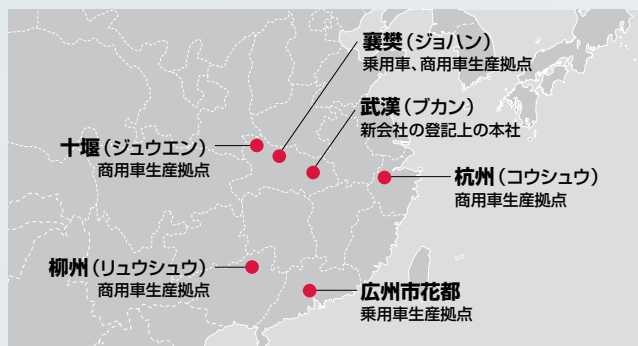 襄樊（ジョハン）
乗用車、商用車生産拠点
武漢（ブカン）
新会社の登記上の本社
十堰（ジュウエン）
商用車生産拠点
杭州（コウシュウ）
商用車生産拠点
柳州（リュウシュウ）
商用車生産拠点
広州市花都
乗用車生産拠点